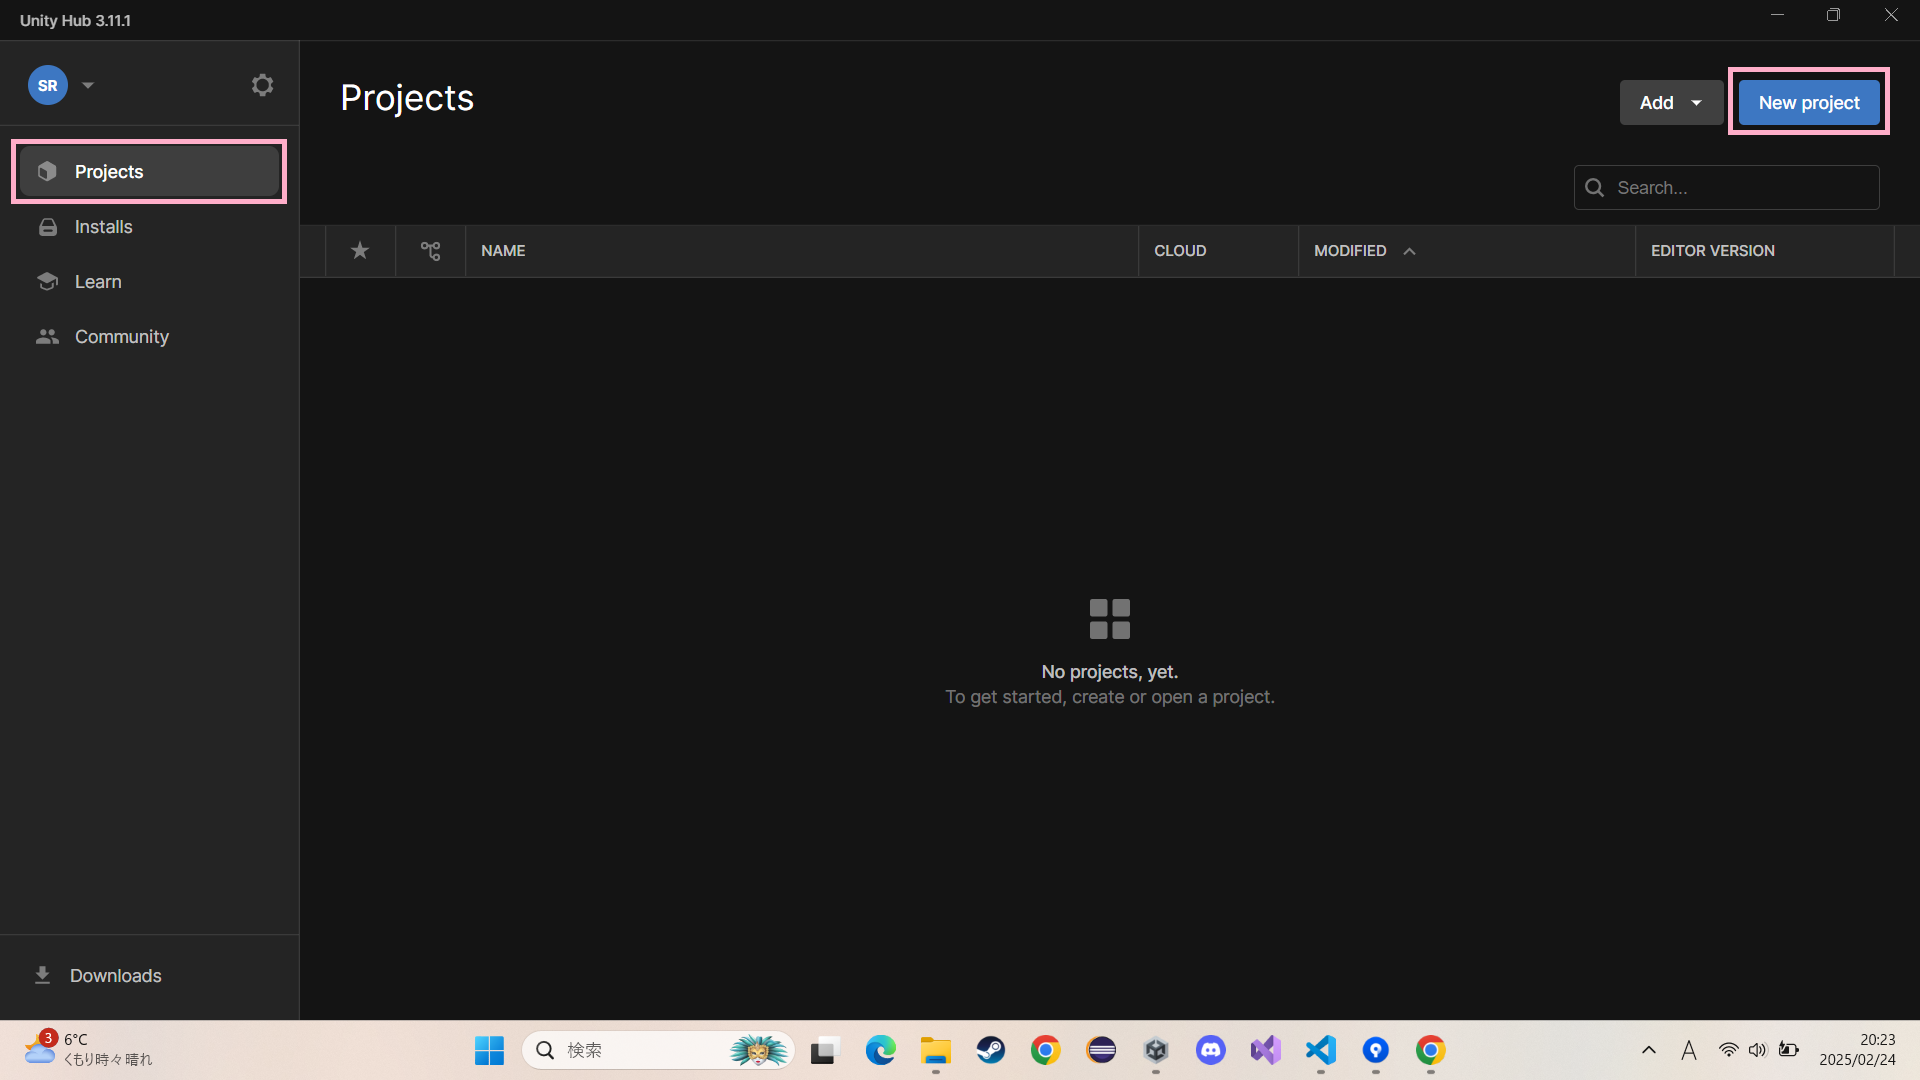 Unity Hub 3.11.1
SR
Projects
Installs
Learn
Community
Downloads
Projects
Add
New project
Search...
NAME
CLOUD
MODIFIED
EDITOR VERSION
No projects, yet.
To get started, create or open a project.
3
6°C
くもり時々晴れ
検索
A
20:23
2025/02/24